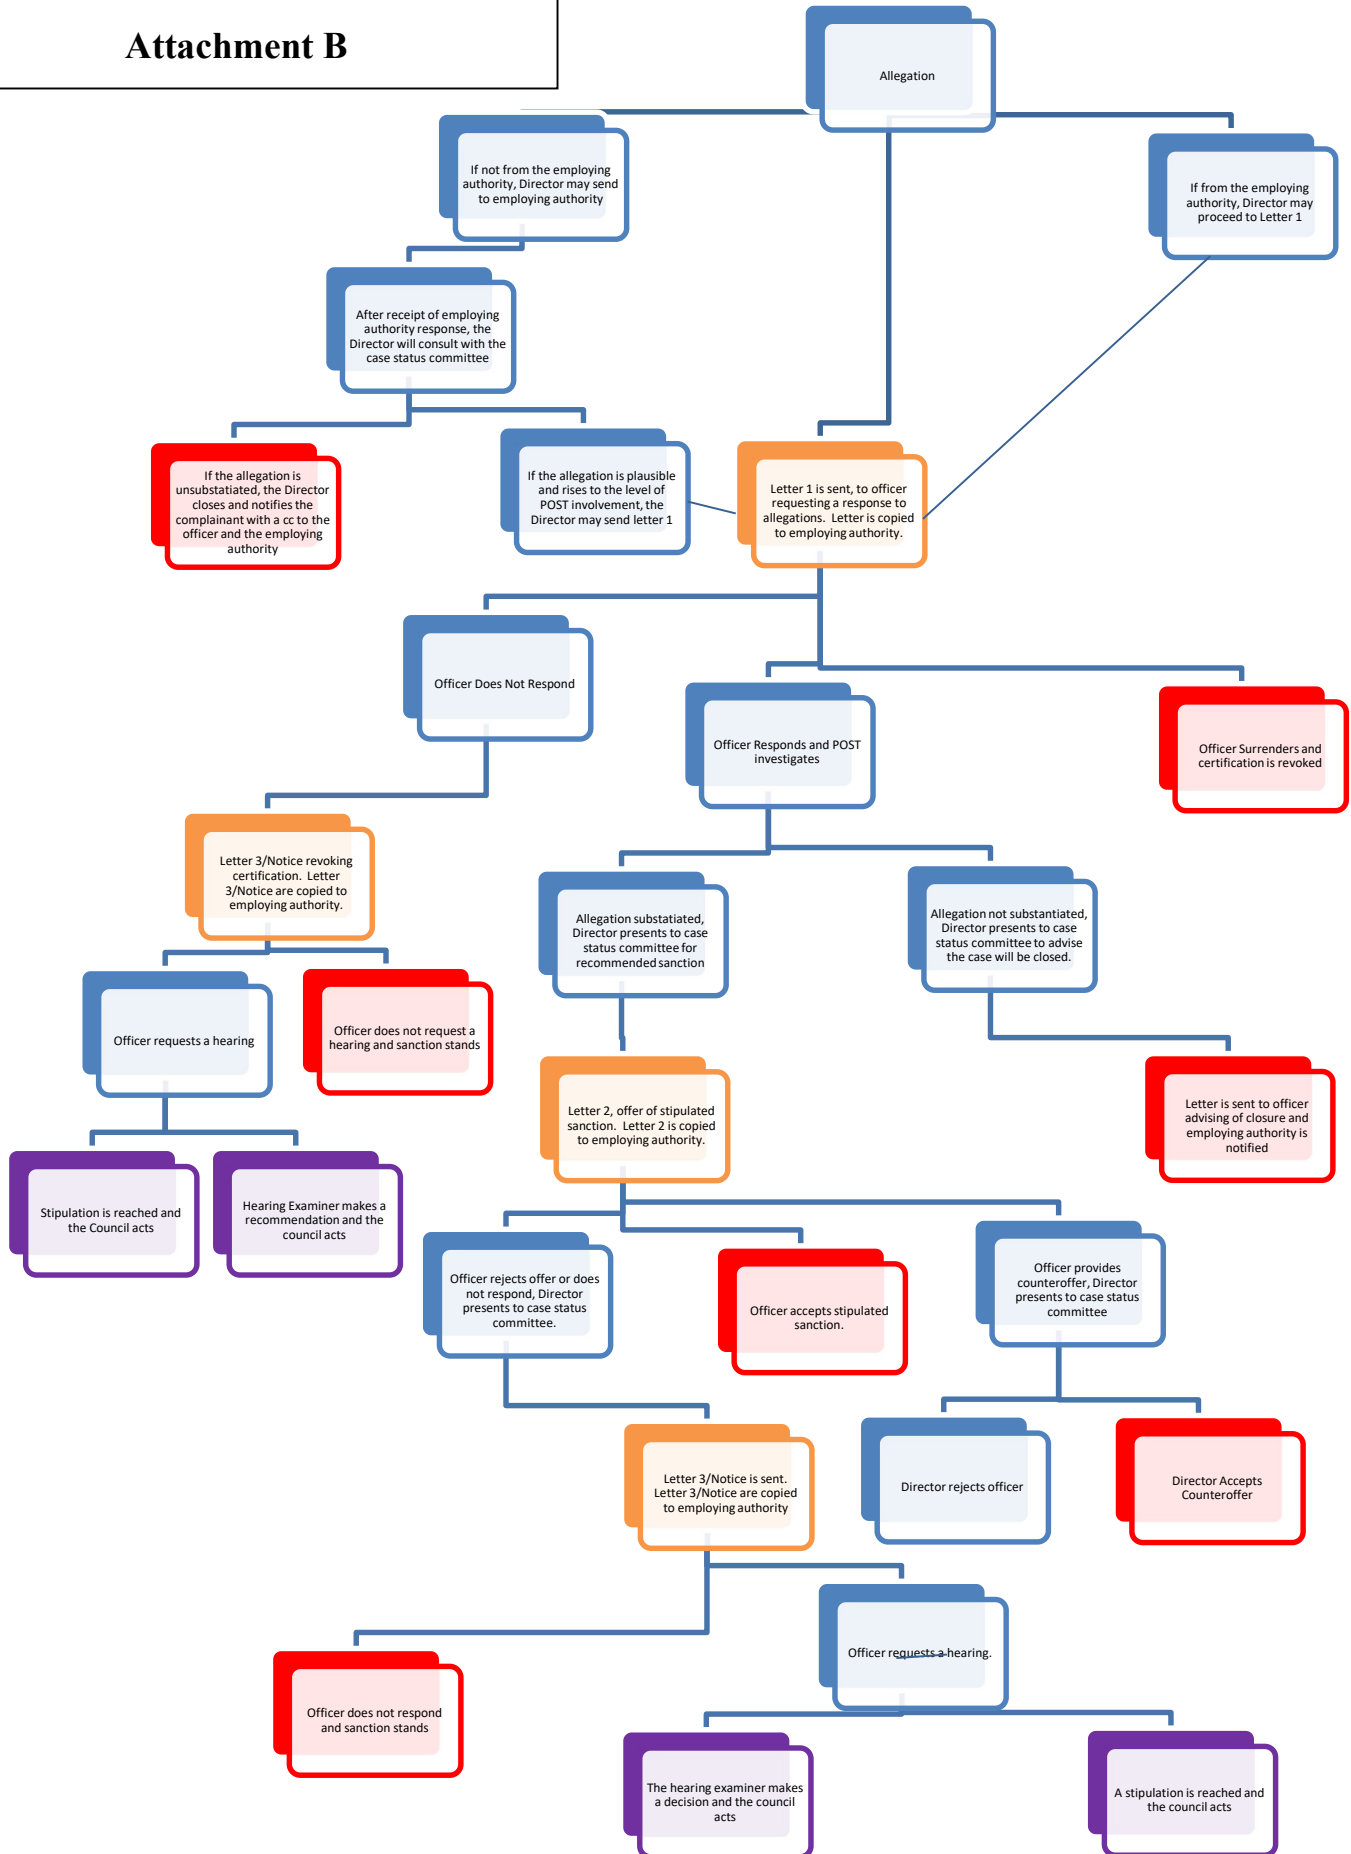 Attachment B
Allegation
If not from the employing
authority, Director may send
to employing authority
If from the employing
authority, Director may
proceed to Letter 1
After receipt of employing
authority response, the
Director will consult with the
case status committee
If the allegation is
unsubstatiated, the Director
closes and notifies the
complainant with a cc to the
officer and the employing
authority
If the allegation is plausible
and rises to the level of
POST involvement, the
Director may send letter 1
Letter 1 is sent, to officer
requesting a response to
allegations. Letter is copied
to employing authority.
Officer Does Not Respond
Officer Responds and POST
investigates
Officer Surrenders and
certification is revoked
Letter 3/Notice revoking
certification. Letter
3/Notice are copied to
employing authority.
Allegation substatiated,
Director presents to case
status committee for
recommended sanction
Allegation not substantiated,
Director presents to case
status committee to advise
the case will be closed.
Officer requests a hearing
Officer does not request a
hearing and sanction stands
Letter 2, offer of stipulated
sanction. Letter 2 is copied
to employing authority.
Letter is sent to officer
advising of closure and
employing authority is
notified
Stipulation is reached and
the Council acts
Hearing Examiner makes a
recommendation and the
council acts
Officer rejects offer or does
not respond, Director
presents to case status
committee.
Officer accepts stipulated
sanction.
Officer provides
counteroffer, Director
presents to case status
committee
Letter 3/Notice is sent.
Letter 3/Notice are copied
to employing authority
Director rejects officer
Director Accepts
Counteroffer
Officer requests a hearing.
Officer does not respond
and sanction stands
The hearing examiner makes
a decision and the council
acts
A stipulation is reached and
the council acts